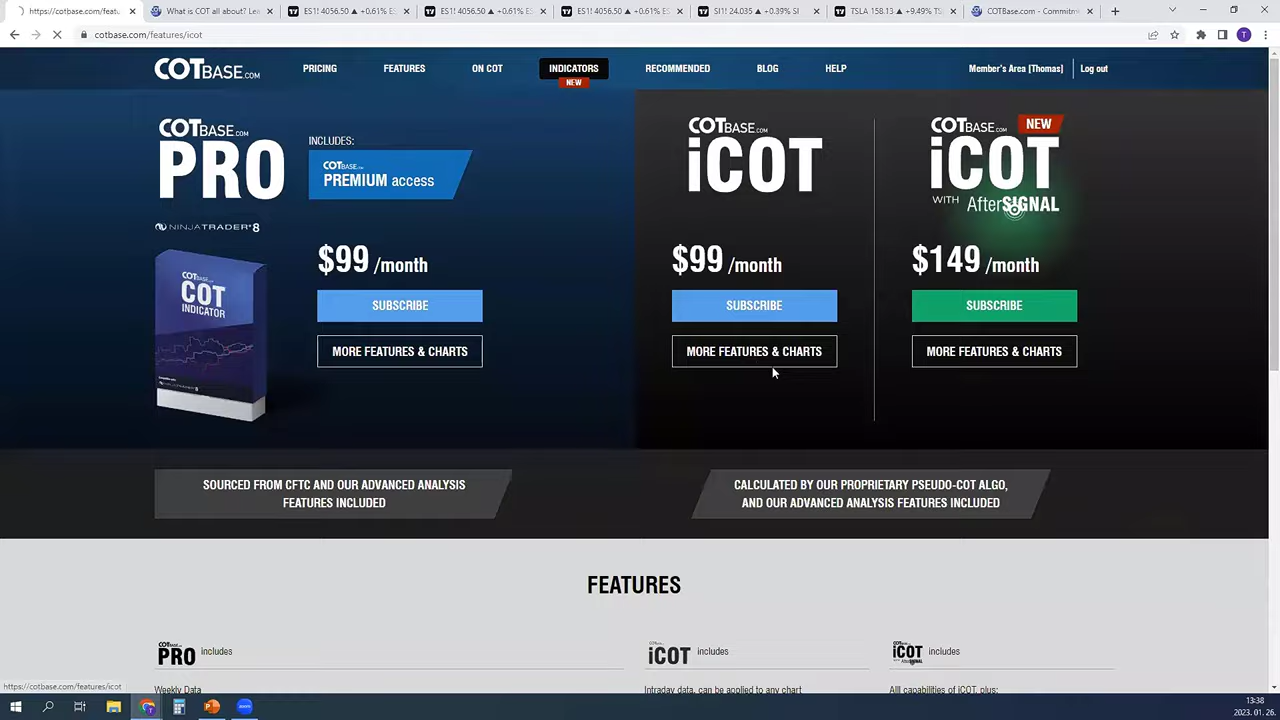 https://cotbase.com/featu
What is COT all about? Lea
ES1! 4056.50 ▲ +0.61% ES
ES1! 4056.50 ▲ +0.61% ES
ES1! 4056.50 ▲ +0.61% ES
SI1! 24.035 ▲ +0.39% SI
TSLA 158.13 ▲ +9.49% TS
COTBase.com - Commitme
cotbase.com/features/icot
T
COTBASE.COM
PRICING
FEATURES
ON COT
INDICATORS
NEW
RECOMMENDED
BLOG
HELP
Member's Area [Thomas]
Log out
COTBASE.COM
PRO
INCLUDES:
COTBASE.COM
PREMIUM access
NINJATRADER 8
COTBASE.COM
COT
INDICATOR
$99 /month
SUBSCRIBE
MORE FEATURES & CHARTS
COTBASE.COM
iCOT
$99 /month
SUBSCRIBE
MORE FEATURES & CHARTS
COTBASE.COM NEW
iCOT
WITH AfterSIGNAL
$149 /month
SUBSCRIBE
MORE FEATURES & CHARTS
SOURCED FROM CFTC AND OUR ADVANCED ANALYSIS
FEATURES INCLUDED
CALCULATED BY OUR PROPRIETARY PSEUDO-COT ALGO,
AND OUR ADVANCED ANALYSIS FEATURES INCLUDED
FEATURES
PRO includes
iCOT includes
iCOT includes
Weekly Data
Intraday data, can be applied to any chart
Alll capabilities of iCOT, plus:
https://cotbase.com/features/icot
13:38
2023. 01. 26.